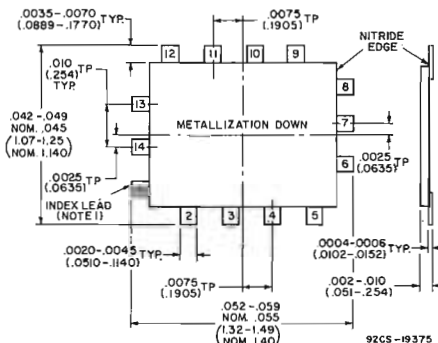 .0035-.0070 TYP.
(.0889-.1770)
.0075 TP
(.1905)
NITRIDE
EDGE
12
11
10
9
.010 TP
(.254)
TYP.
8
13
.042-.049
NOM. .045
(1.07-1.25
NOM. 1.140)
METALLIZATION DOWN
7
14
6
.0025 TP
(.0635)
.0025 TP
(.0635)
INDEX LEAD
(NOTE 1)
2
3
4
5
.0020-.0045 TYP.
(.0510-.1140)
.0004-.0006 TYP.
(.0102-.0152)
.0075 TP
(.1905)
.002-.010
(.051-.254)
.052-.059
NOM. .055
(1.32-1.49
NOM. 1.40)
92CS-19375